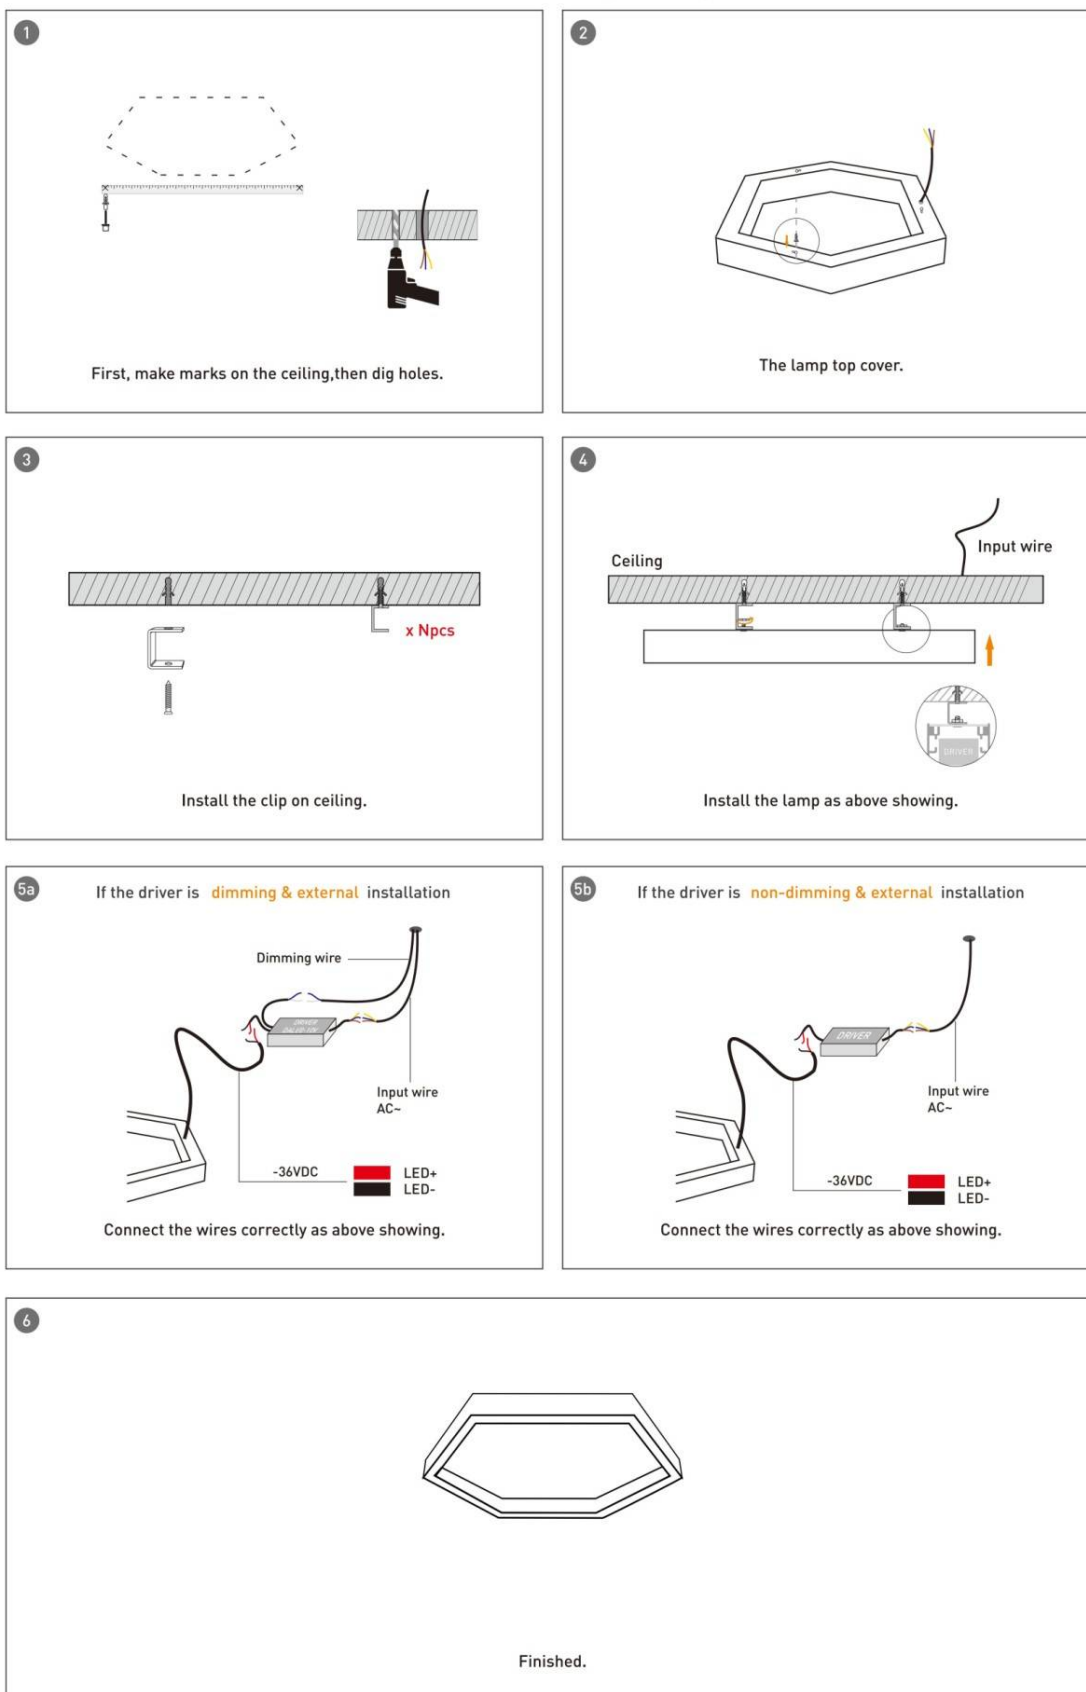 1
First, make marks on the ceiling,then dig holes.
2
The lamp top cover.
3
x Npcs
Install the clip on ceiling.
4
Ceiling
Input wire
DRIVER
Install the lamp as above showing.
5a
If the driver is dimming & external installation
Dimming wire
DRIVER
Input wire
AC~
-36VDC
LED+
LED-
Connect the wires correctly as above showing.
5b
If the driver is non-dimming & external installation
DRIVER
Input wire
AC~
-36VDC
LED+
LED-
Connect the wires correctly as above showing.
6
Finished.